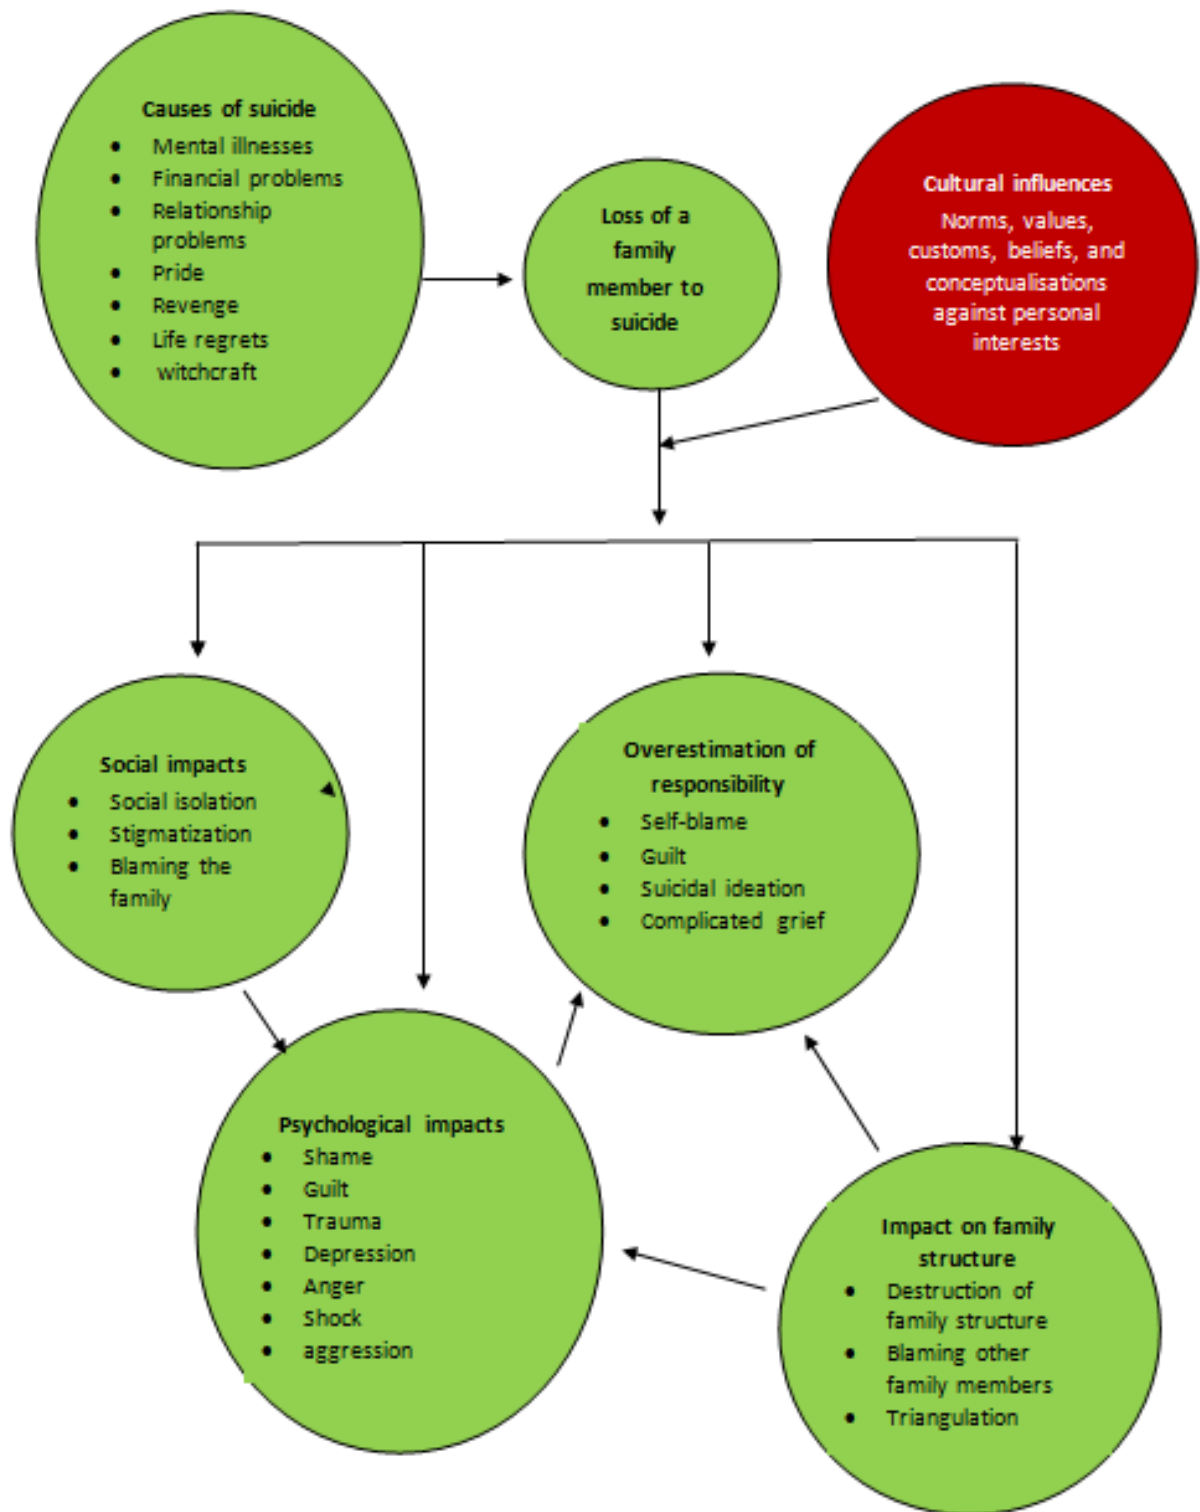 Causes of suicide
• Mental illnesses
• Financial problems
• Relationship
problems
• Pride
• Revenge
• Life regrets
• witchcraft
Loss of a
family
member to
suicide
Cultural influences
Norms, values,
customs, beliefs, and
conceptualisations
against personal
interests
Social impacts
• Social isolation
• Stigmatization
• Blaming the
family
Overestimation of
responsibility
• Self-blame
• Guilt
• Suicidal ideation
• Complicated grief
Psychological impacts
• Shame
• Guilt
• Trauma
• Depression
• Anger
• Shock
• aggression
Impact on family
structure
• Destruction of
family structure
• Blaming other
family members
• Triangulation